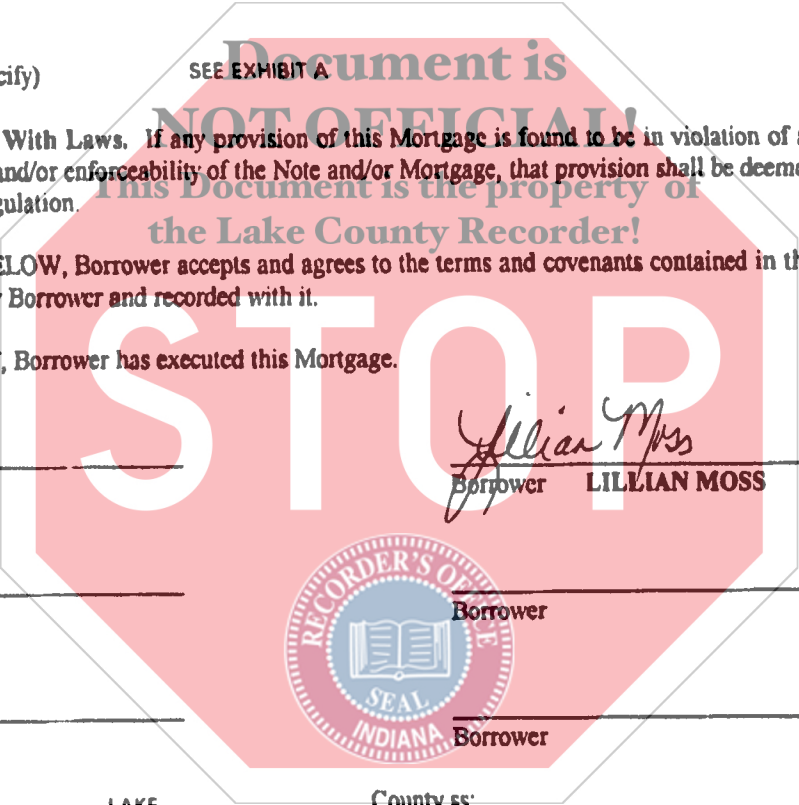 Document is
cify) SEE EXHIBIT A
NOT OFFICIAL!
With Laws. If any provision of this Mortgage is found to be in violation of a
and/or enforceability of the Note and/or Mortgage, that provision shall be deeme
This Document is the property of
gulation.
the Lake County Recorder!
ELOW, Borrower accepts and agrees to the terms and covenants contained in th
Borrower and recorded with it.
, Borrower has executed this Mortgage.
STOP
Lillian Moss
Borrower LILLIAN MOSS
RECORDER'S OFFICE
Borrower
SEAL
INDIANA
Borrower
LAKE County ss: